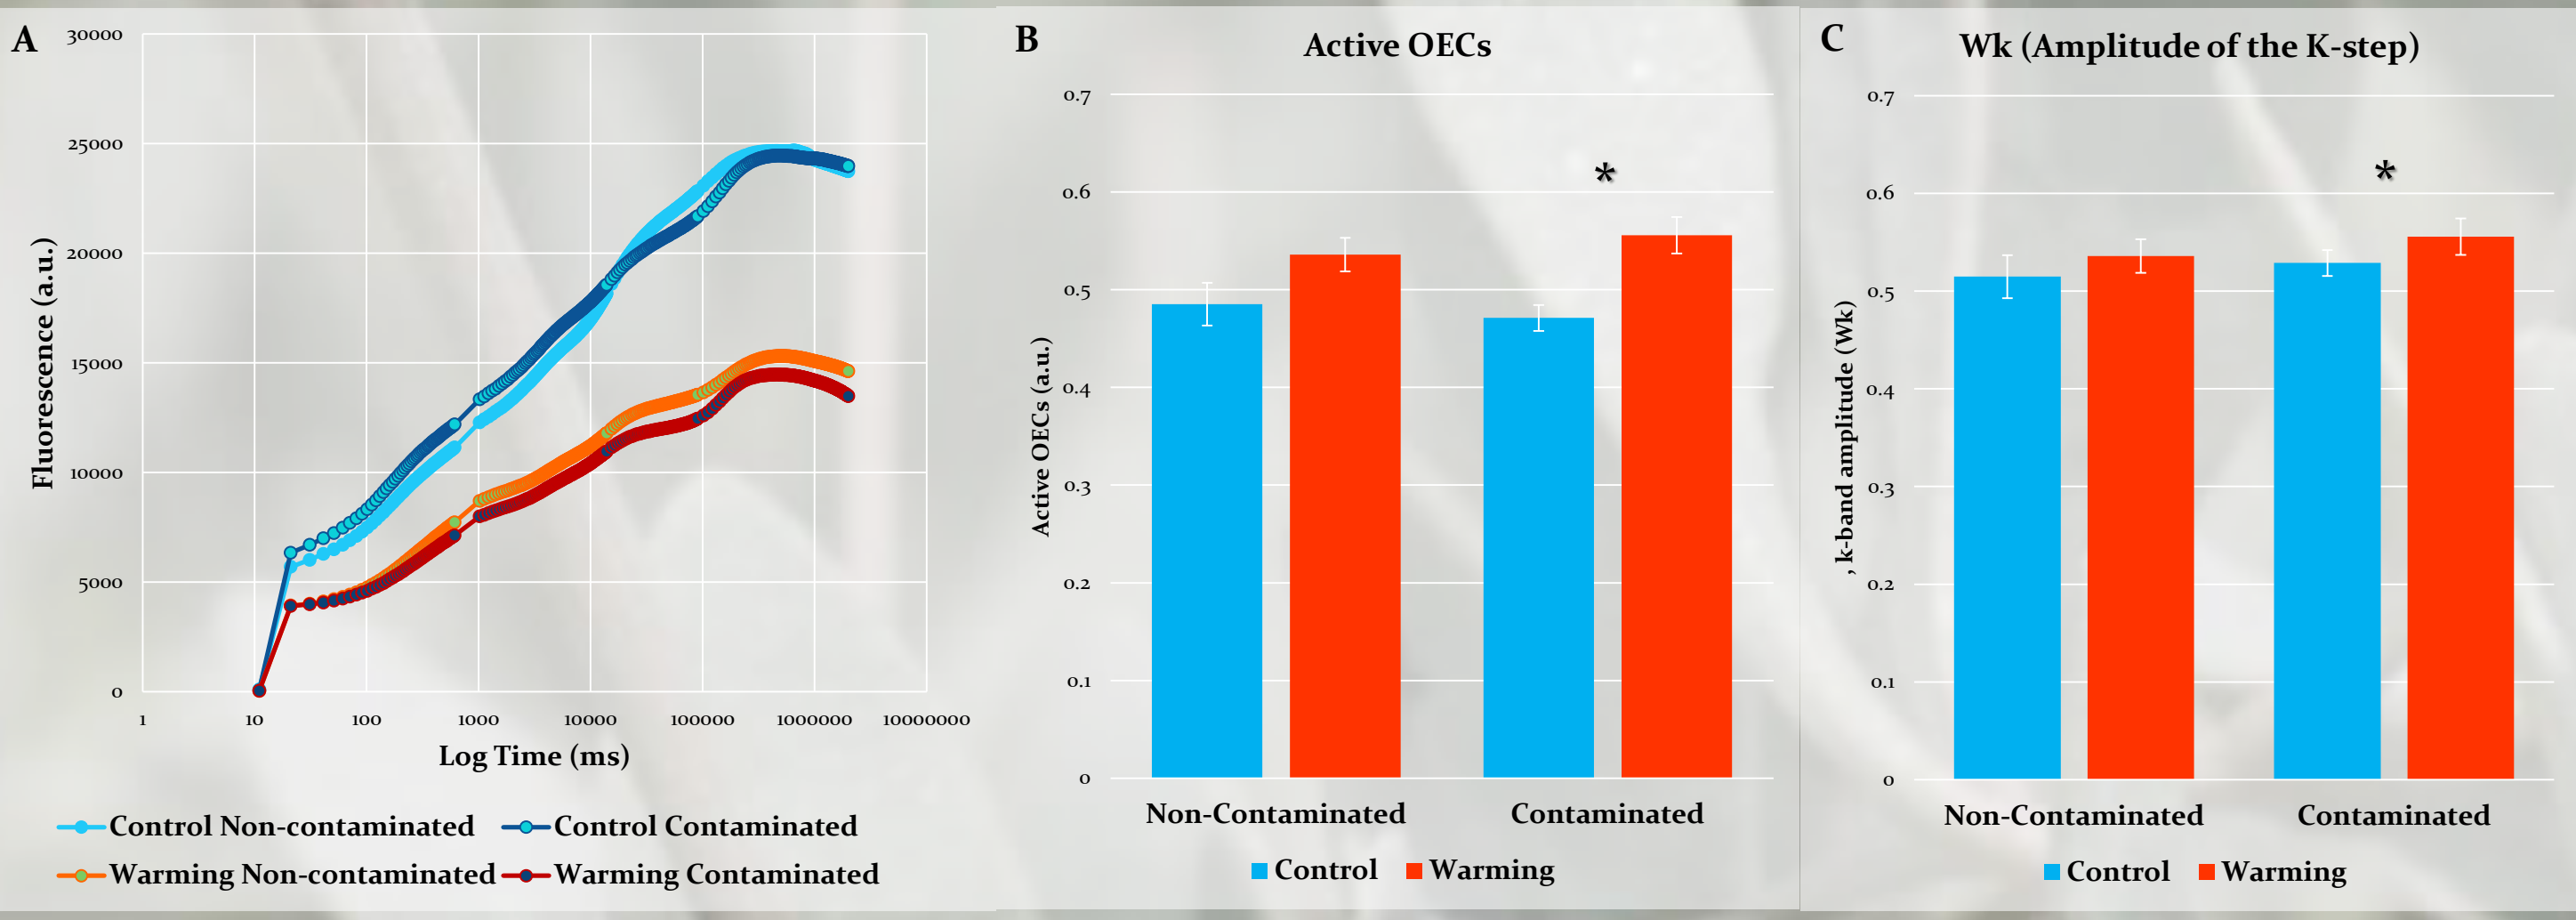 A
30000
25000
20000
15000
10000
5000
0
Fluorescence (a.u.)
1 10 100 1000 10000 100000 1000000 10000000
Log Time (ms)
Control Non-contaminated Control Contaminated
Warming Non-contaminated Warming Contaminated
B
Active OECs
0.7
0.6
0.5
0.4
0.3
0.2
0.1
0
Active OECs (a.u.)
*
Non-Contaminated Contaminated
Control Warming
C
Wk (Amplitude of the K-step)
0.7
0.6
0.5
0.4
0.3
0.2
0.1
0
, k-band amplitude (Wk)
*
Non-Contaminated Contaminated
Control Warming